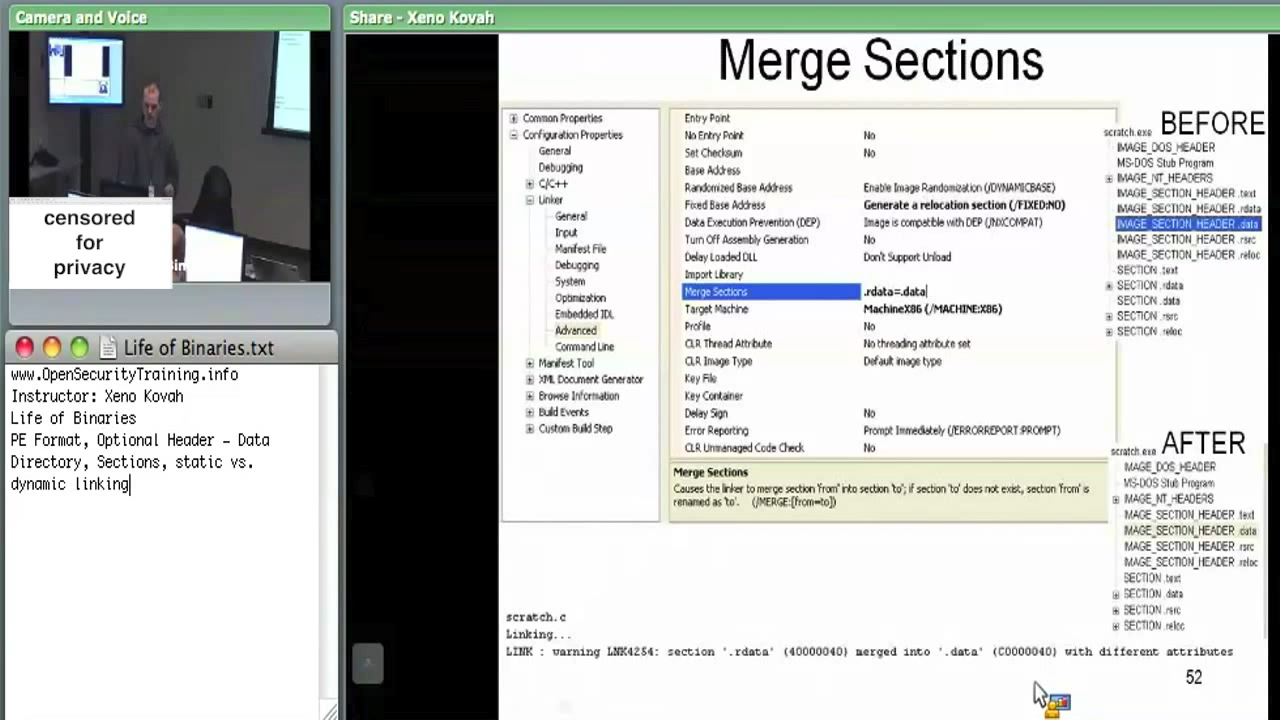 Camera and Voice
censored
for
privacy
Life of Binaries.txt
www.OpenSecurityTraining.info
Instructor: Xeno Kovah
Life of Binaries
PE Format, Optional Header - Data
Directory, Sections, static vs.
dynamic linking
Share - Xeno Kovah
Merge Sections
Common Properties
Configuration Properties
General
Debugging
C/C++
Linker
General
Input
Manifest File
Debugging
System
Optimization
Embedded IDL
Advanced
Command Line
Manifest Tool
XML Document Generator
Browse Information
Build Events
Custom Build Step
Entry Point
No Entry Point No
Set Checksum No
Base Address
Randomized Base Address Enable Image Randomization (/DYNAMICBASE)
Fixed Base Address Generate a relocation section (/FIXED:NO)
Data Execution Prevention (DEP) Image is compatible with DEP (/NXCOMPAT)
Turn Off Assembly Generation No
Delay Loaded DLL Don't Support Unload
Import Library
Merge Sections .rdata=.data
Target Machine MachineX86 (/MACHINE:X86)
Profile No
CLR Thread Attribute No threading attribute set
CLR Image Type Default image type
Key File
Key Container
Delay Sign No
Error Reporting Prompt Immediately (/ERRORREPORT:PROMPT)
CLR Unmanaged Code Check No
Merge Sections
Causes the linker to merge section 'from' into section 'to'; if section 'to' does not exist, section 'from' is
renamed as 'to'. (/MERGE:[from=to])
BEFORE
scratch.exe
IMAGE_DOS_HEADER
MS-DOS Stub Program
IMAGE_NT_HEADERS
IMAGE_SECTION_HEADER .text
IMAGE_SECTION_HEADER .rdata
IMAGE_SECTION_HEADER .data
IMAGE_SECTION_HEADER .rsrc
IMAGE_SECTION_HEADER .reloc
SECTION .text
SECTION .rdata
SECTION .data
SECTION .rsrc
SECTION .reloc
AFTER
scratch.exe
IMAGE_DOS_HEADER
MS-DOS Stub Program
IMAGE_NT_HEADERS
IMAGE_SECTION_HEADER .text
IMAGE_SECTION_HEADER .data
IMAGE_SECTION_HEADER .rsrc
IMAGE_SECTION_HEADER .reloc
SECTION .text
SECTION .data
SECTION .rsrc
SECTION .reloc
scratch.c
Linking...
LINK : warning LNK4254: section '.rdata' (40000040) merged into '.data' (C0000040) with different attributes
52